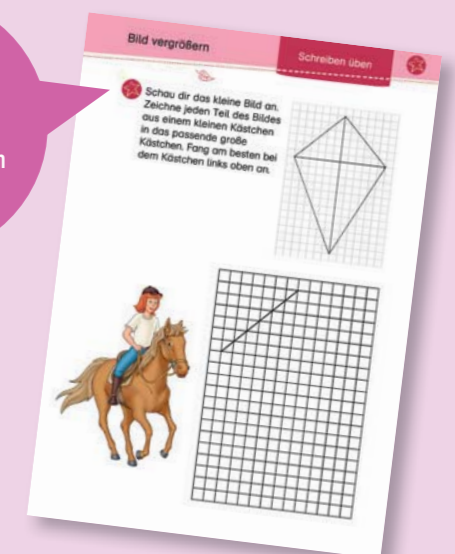 Bild vergrößern
Schreiben üben
Schau dir das kleine Bild an.
Zeichne jeden Teil des Bildes
aus einem kleinen Kästchen
in das passende große
Kästchen. Fang am besten bei
dem Kästchen links oben an.